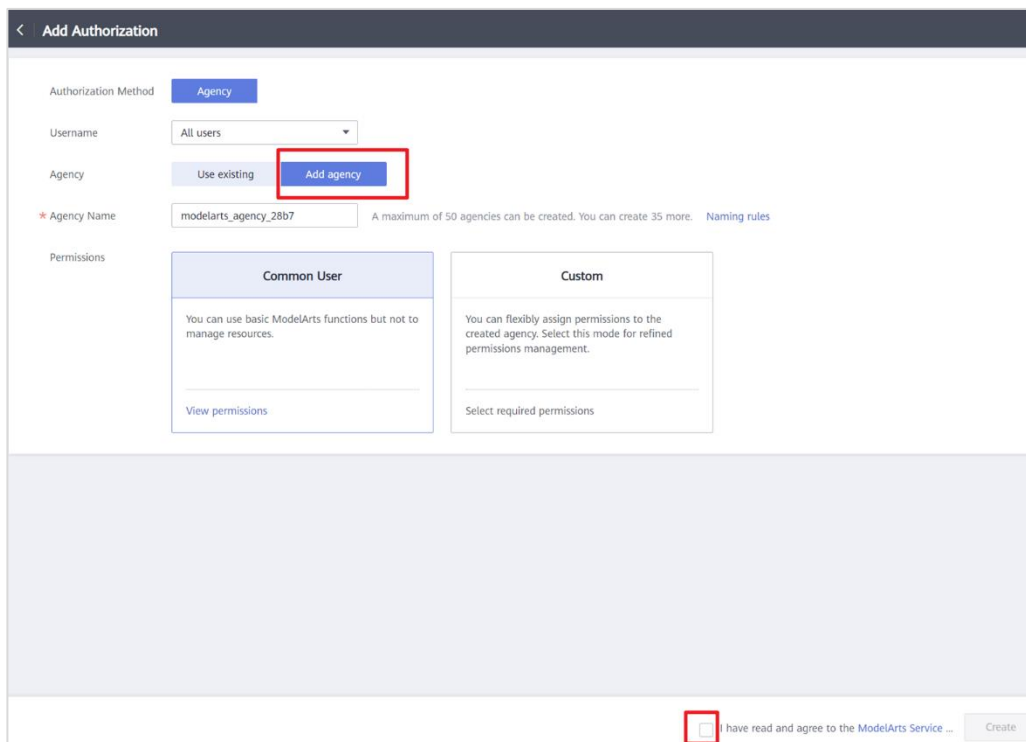 Add Authorization
Authorization Method
Agency
Username
All users
Agency
Use existing
Add agency
* Agency Name
modelarts_agency_28b7
A maximum of 50 agencies can be created. You can create 35 more. Naming rules
Permissions
Common User
You can use basic ModelArts functions but not to
manage resources.
View permissions
Custom
You can flexibly assign permissions to the
created agency. Select this mode for refined
permissions management.
Select required permissions
I have read and agree to the ModelArts Service ...
Create